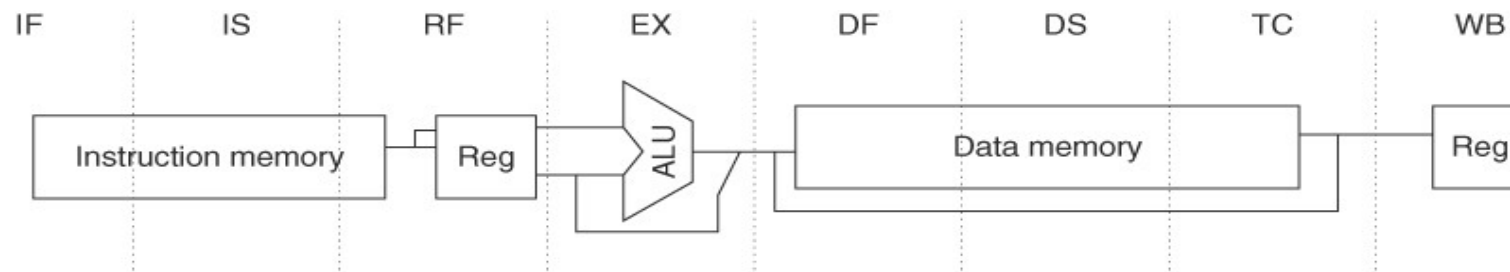 IF IS RF EX DF DS TC WB
Instruction memory Reg ALU Data memory Reg